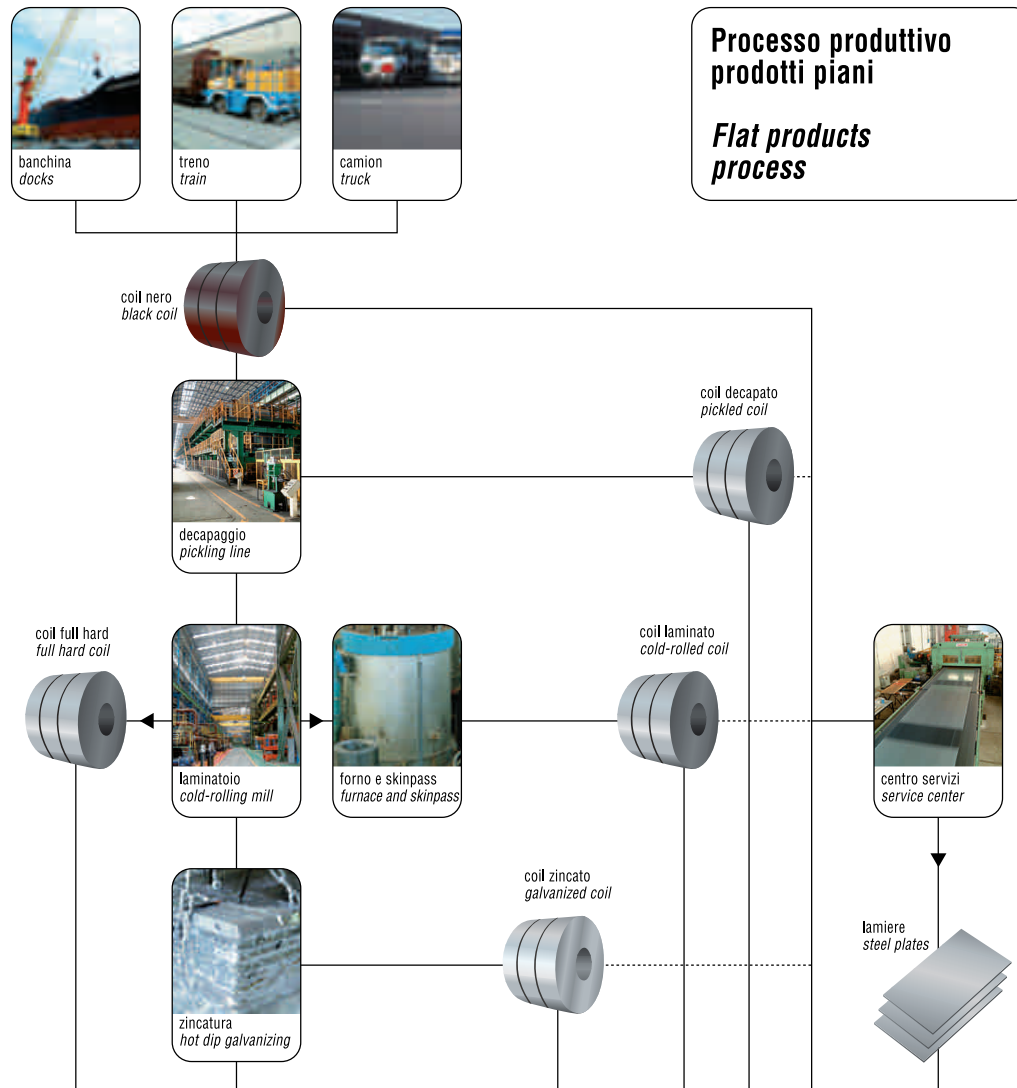 Processo produttivo
prodotti piani
Flat products
process
banchina
docks
treno
train
camion
truck
coil nero
black coil
coil decapato
pickled coil
decapaggio
pickling line
coil full hard
full hard coil
coil laminato
cold-rolled coil
laminatoio
cold-rolling mill
forno e skinpass
furnace and skinpass
centro servizi
service center
coil zincato
galvanized coil
lamiere
steel plates
zincatura
hot dip galvanizing